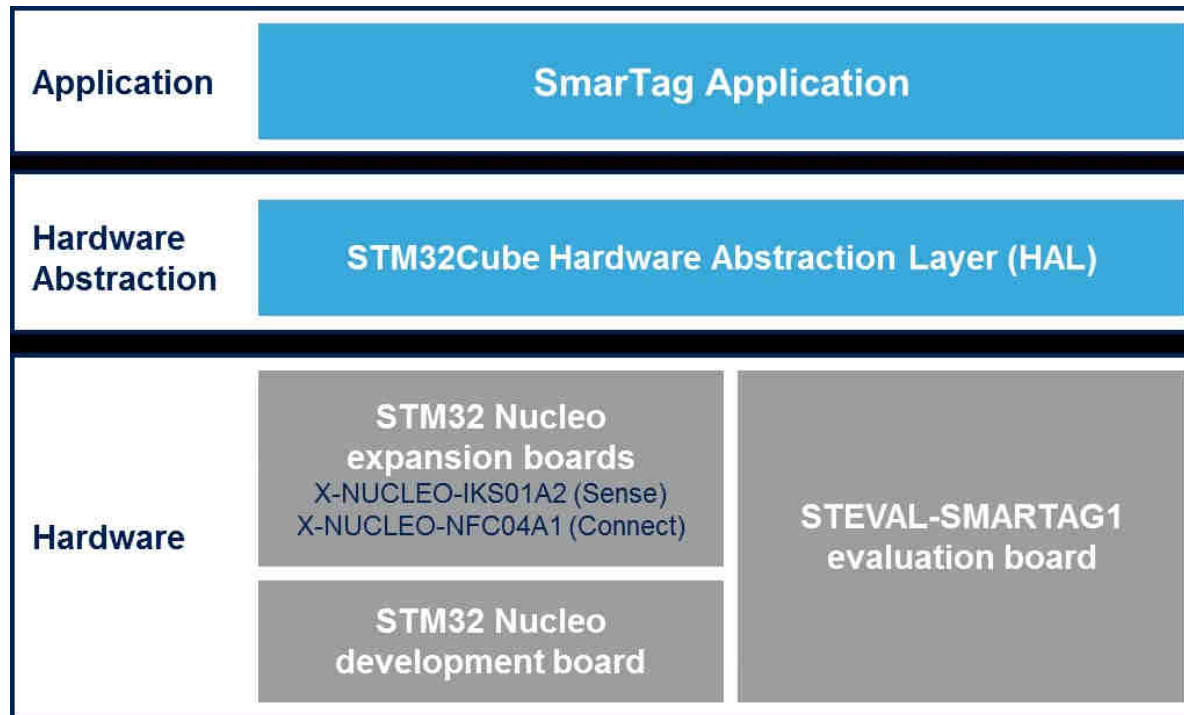 Application
SmarTag Application
Hardware
Abstraction
STM32Cube Hardware Abstraction Layer (HAL)
Hardware
STM32 Nucleo
expansion boards
X-NUCLEO-IKS01A2 (Sense)
X-NUCLEO-NFC04A1 (Connect)
STM32 Nucleo
development board
STEVAL-SMARTAG1
evaluation board